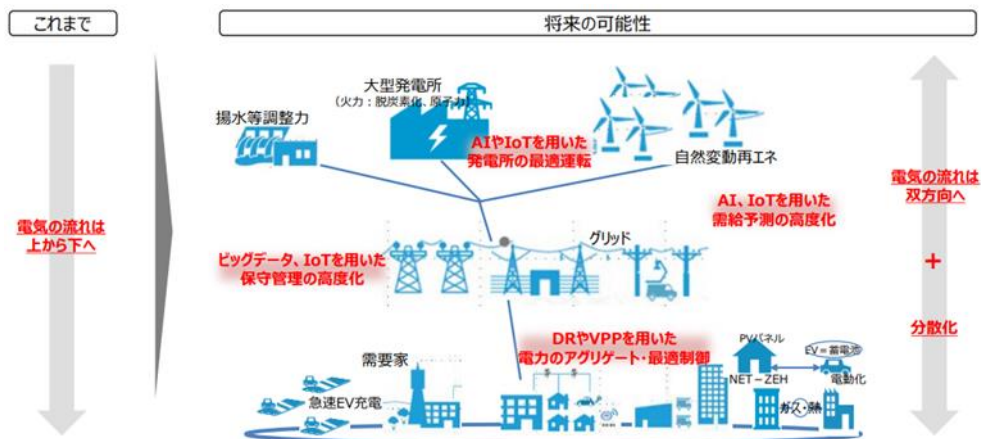 これまで
将来の可能性
大型発電所
（火力：脱炭素化、原子力）
揚水等調整力
AIやIoTを用いた
発電所の最適運転
自然変動再エネ
電気の流れは
双方向へ
AI、IoTを用いた
需給予測の高度化
電気の流れは
上から下へ
グリッド
ビッグデータ、IoTを用いた
保守管理の高度化
＋
分散化
DRやVPPを用いた
電力のアグリゲート・最適制御
PVパネル
需要家
EV＝蓄電池
NET－ZEH
電動化
急速EV充電
ガス・熱